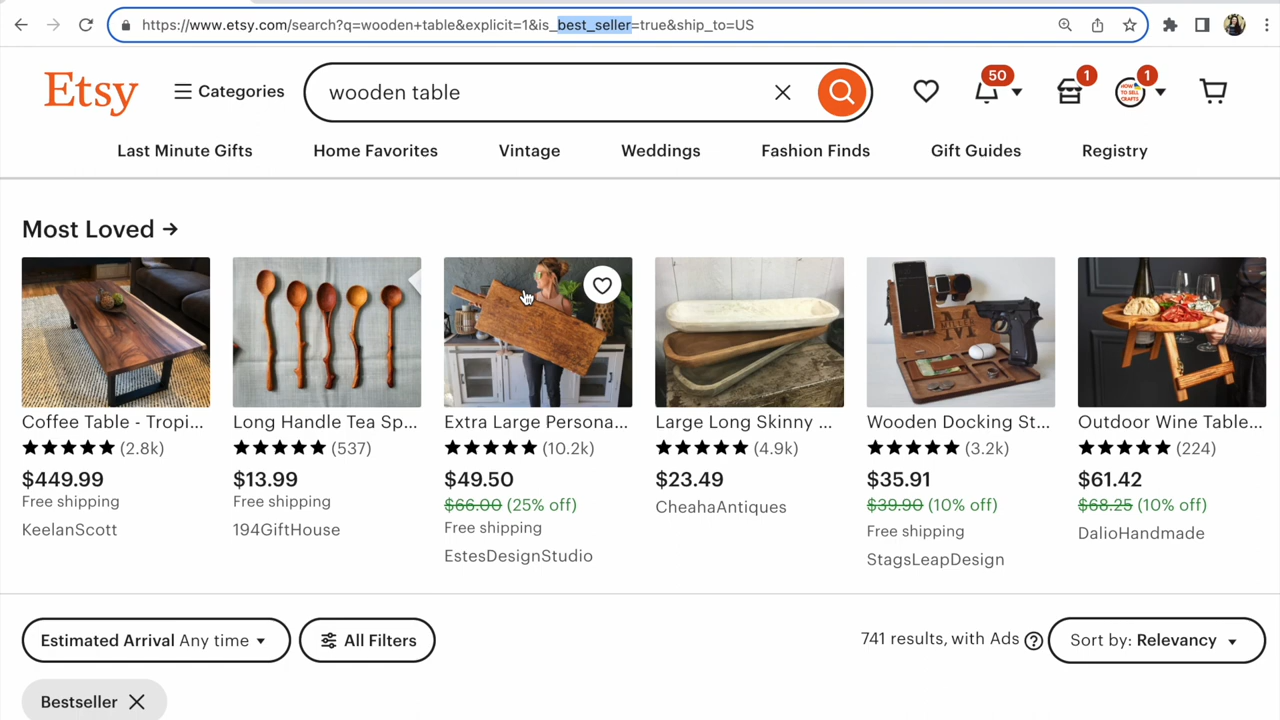 https://www.etsy.com/search?q=wooden+table&explicit=1&is_best_seller=true&ship_to=US
Etsy
Categories
wooden table
50
1
HOW TO SELL CRAFTS
1
Last Minute Gifts
Home Favorites
Vintage
Weddings
Fashion Finds
Gift Guides
Registry
Most Loved →
Coffee Table - Tropi...
Long Handle Tea Sp...
Extra Large Persona...
Large Long Skinny ...
Wooden Docking St...
Outdoor Wine Table...
(2.8k)
(537)
(10.2k)
(4.9k)
(3.2k)
(224)
$449.99
$13.99
$49.50
$23.49
$35.91
$61.42
Free shipping
Free shipping
$66.00 (25% off)
CheahaAntiques
$39.90 (10% off)
$68.25 (10% off)
KeelanScott
194GiftHouse
Free shipping
Free shipping
DalioHandmade
EstesDesignStudio
StagsLeapDesign
Estimated Arrival Any time
All Filters
741 results, with Ads ?
Sort by: Relevancy
Bestseller